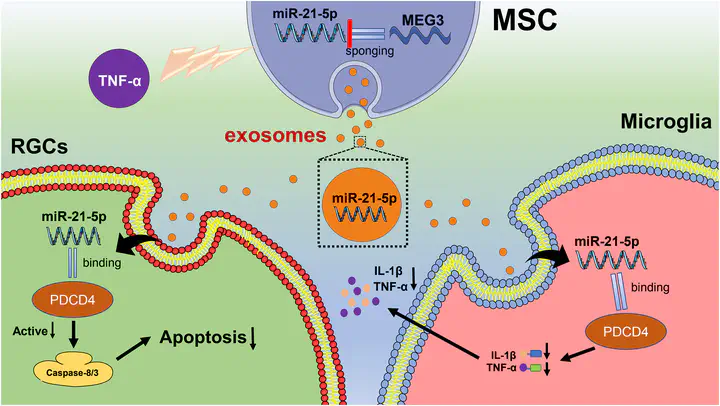 miR-21-5p
MEG3
MSC
sponging
TNF-α
exosomes
RGCs
Microglia
miR-21-5p
miR-21-5p
binding
PDCD4
Active
Caspase-8/3
Apoptosis
IL-1β
TNF-α
miR-21-5p
binding
PDCD4
IL-1β
TNF-α